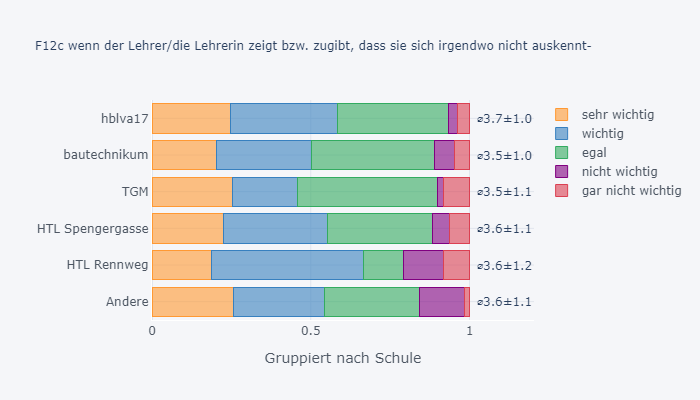 F12c wenn der Lehrer/die Lehrerin zeigt bzw. zugibt, dass sie sich irgendwo nicht auskennt-
hblva17
⌀3.7±1.0
bautechnikum
⌀3.5±1.0
TGM
⌀3.5±1.1
HTL Spengergasse
⌀3.6±1.1
HTL Rennweg
⌀3.6±1.2
Andere
⌀3.6±1.1
0
0.5
1
Gruppiert nach Schule
sehr wichtig
wichtig
egal
nicht wichtig
gar nicht wichtig